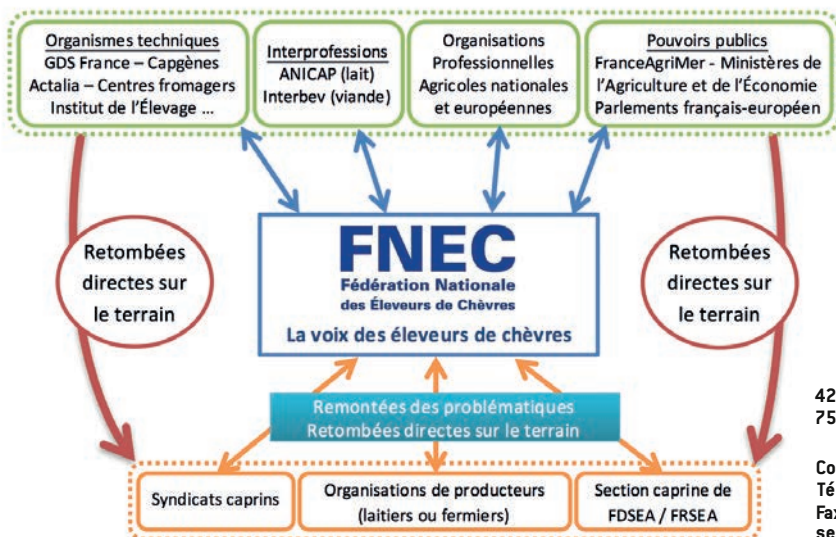 Organismes techniques
GDS France – Capgènes
Actalia – Centres fromagers
Institut de l'Élevage ...
Interprofessions
ANICAP (lait)
Interbev (viande)
Organisations
Professionnelles
Agricoles nationales
et européennes
Pouvoirs publics
FranceAgriMer - Ministères de
l'Agriculture et de l'Économie
Parlements français-européen
Retombées
directes sur
le terrain
FNEC
Fédération Nationale
des Éleveurs de Chèvres
La voix des éleveurs de chèvres
Retombées
directes sur
le terrain
Remontées des problématiques
Retombées directes sur le terrain
Syndicats caprins
Organisations de producteurs
(laitiers ou fermiers)
Section caprine de
FDSEA / FRSEA
42
75
Co
Té
Fax
se